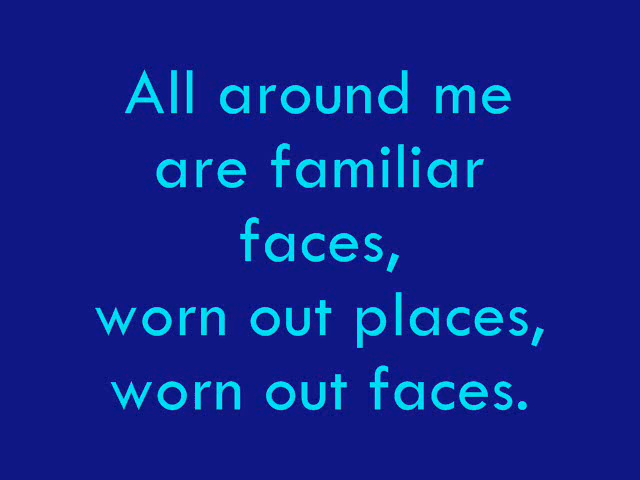 All around me
are familiar
faces,
worn out places,
worn out faces.